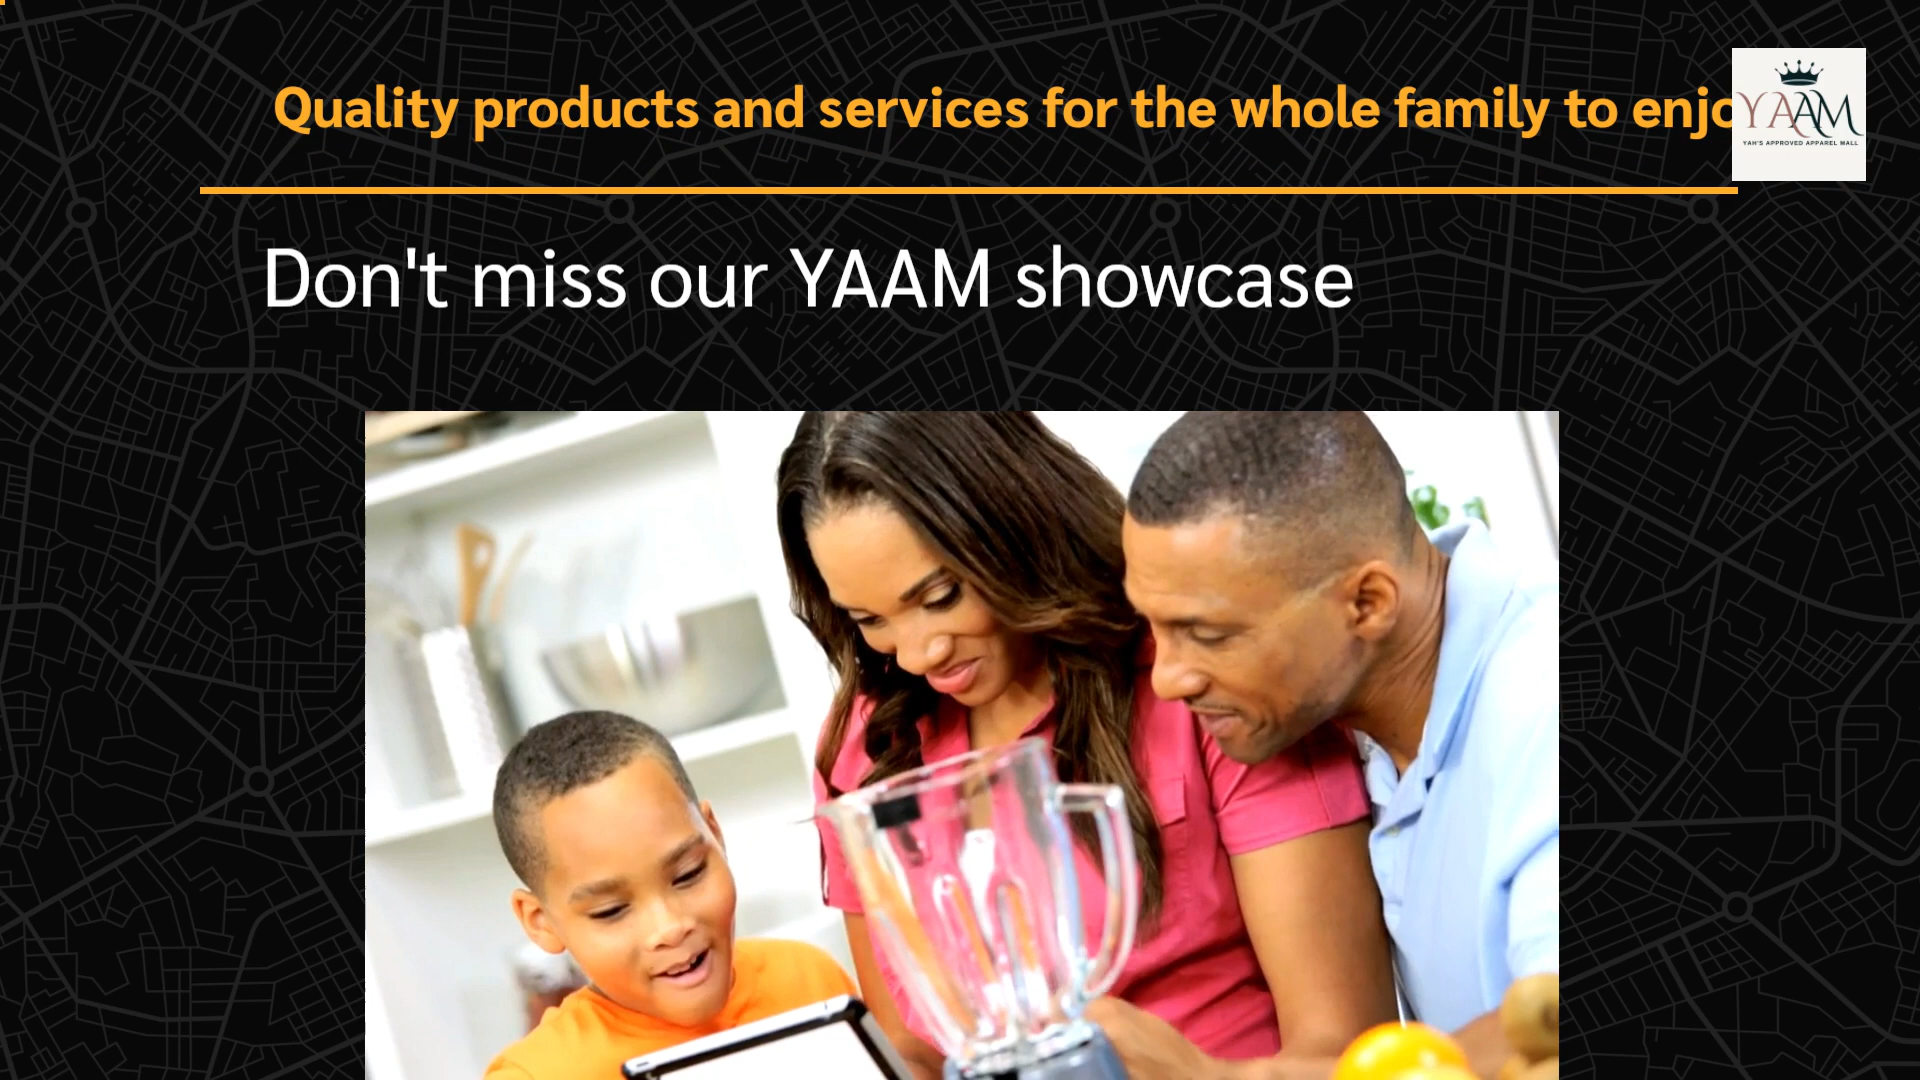 Quality products and services for the whole family to enjo
YAAM
YAH'S APPROVED APPAREL MALL
Don't miss our YAAM showcase